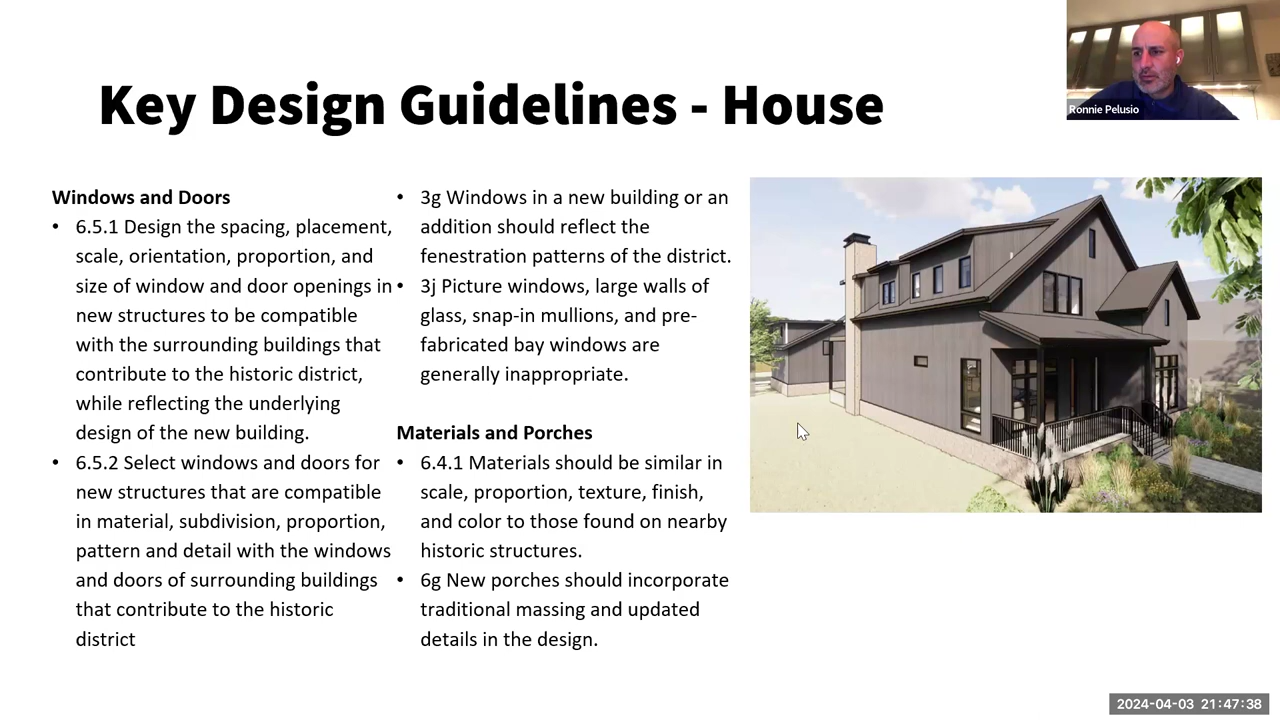 Key Design Guidelines - House
Ronnie Pelusio
Windows and Doors
• 6.5.1 Design the spacing, placement,
scale, orientation, proportion, and
size of window and door openings in
new structures to be compatible
with the surrounding buildings that
contribute to the historic district,
while reflecting the underlying
design of the new building.
• 6.5.2 Select windows and doors for
new structures that are compatible
in material, subdivision, proportion,
pattern and detail with the windows
and doors of surrounding buildings
that contribute to the historic
district
• 3g Windows in a new building or an
addition should reflect the
fenestration patterns of the district.
• 3j Picture windows, large walls of
glass, snap-in mullions, and pre-
fabricated bay windows are
generally inappropriate.
Materials and Porches
• 6.4.1 Materials should be similar in
scale, proportion, texture, finish,
and color to those found on nearby
historic structures.
• 6g New porches should incorporate
traditional massing and updated
details in the design.
2024-04-03 21:47:38